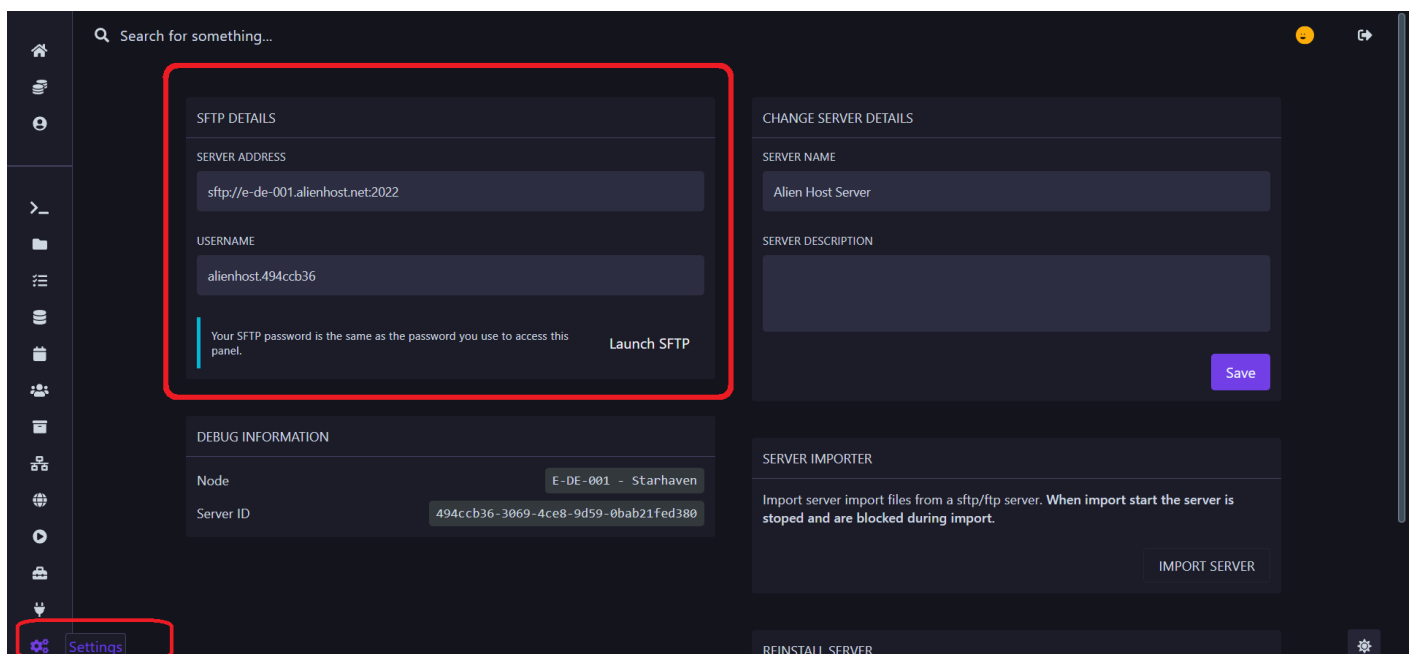 Search for something...
SFTP DETAILS
SERVER ADDRESS
sftp://e-de-001.alienhost.net:2022
USERNAME
alienhost.494ccb36
Your SFTP password is the same as the password you use to access this
panel.
Launch SFTP
DEBUG INFORMATION
Node
E-DE-001 - Starhaven
Server ID
494ccb36-3069-4ce8-9d59-0bab21fed380
CHANGE SERVER DETAILS
SERVER NAME
Alien Host Server
SERVER DESCRIPTION
Save
SERVER IMPORTER
Import server import files from a sftp/ftp server. When import start the server is
stoped and are blocked during import.
IMPORT SERVER
REINSTALL SERVER
Settings